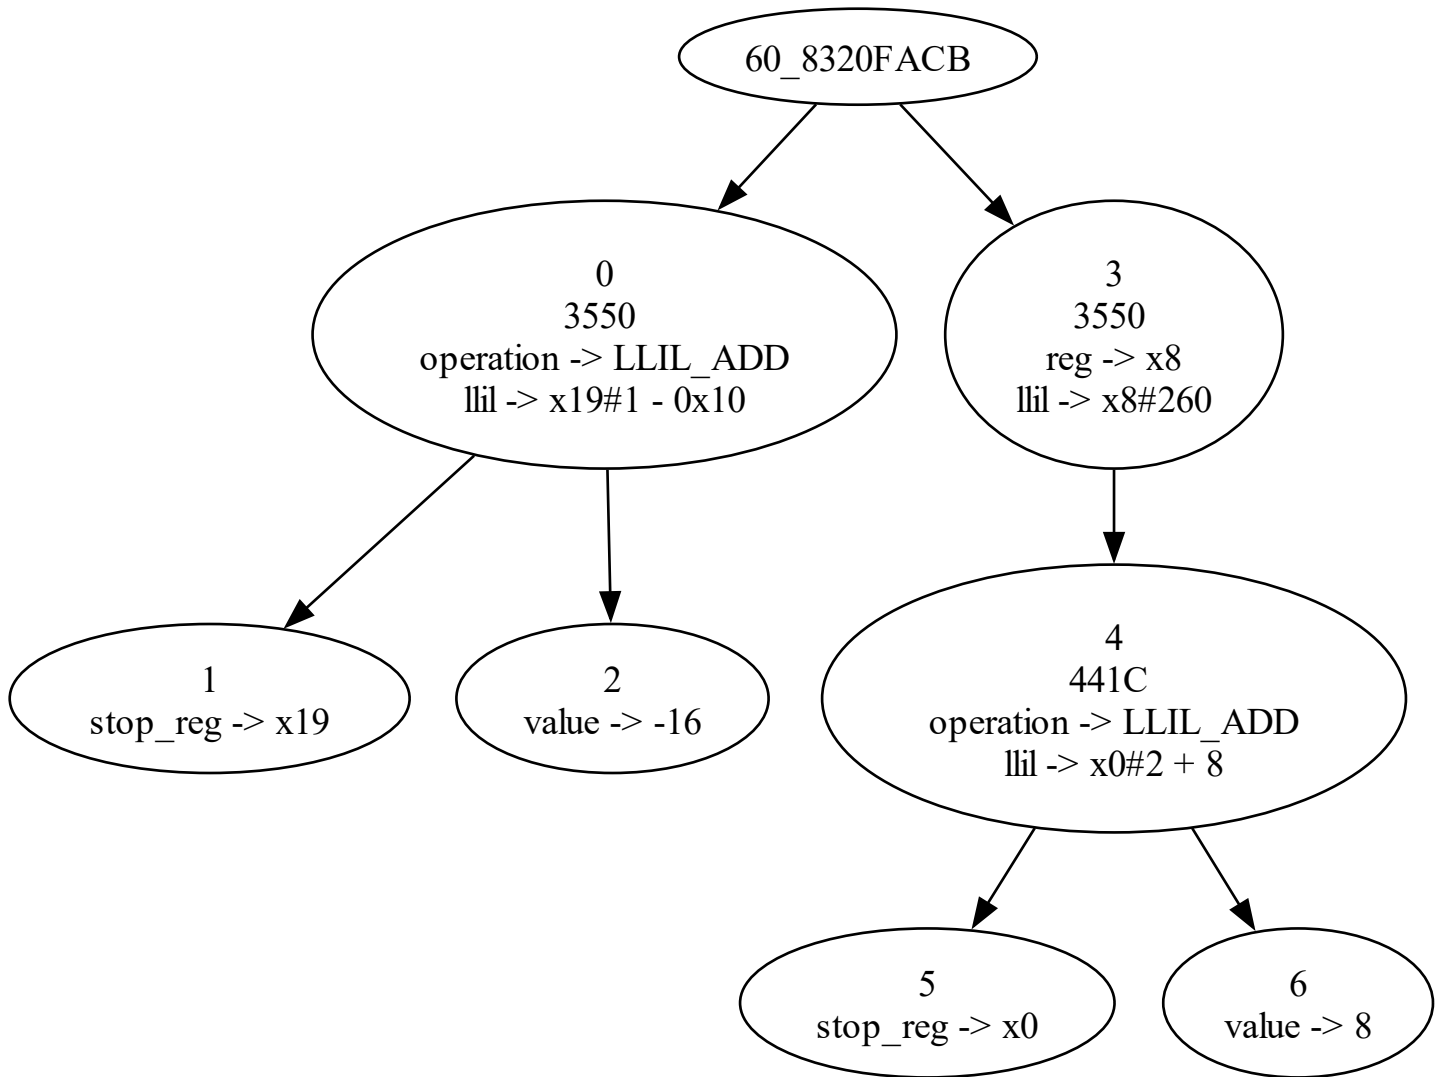 60_8320FACB
0
3550
operation -> LLIL_ADD
llil -> x19#1 - 0x10
3
3550
reg -> x8
llil -> x8#260
1
stop_reg -> x19
2
value -> -16
4
441C
operation -> LLIL_ADD
llil -> x0#2 + 8
5
stop_reg -> x0
6
value -> 8